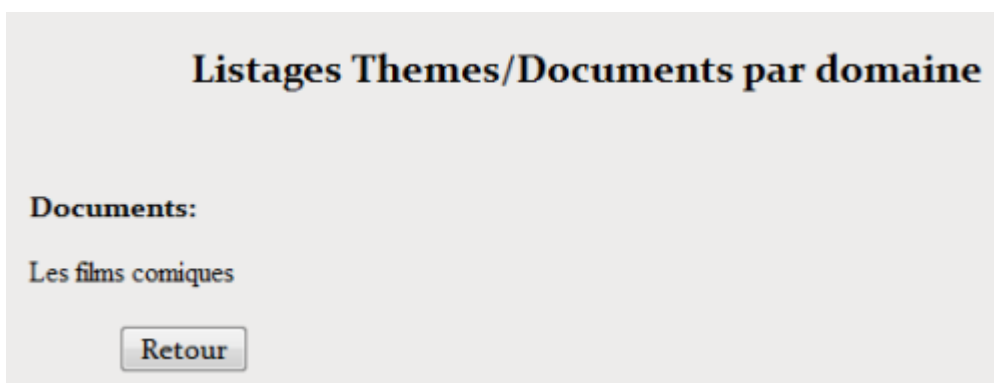 Listages Themes/Documents par domaine
Documents:
Les films comiques
Retour